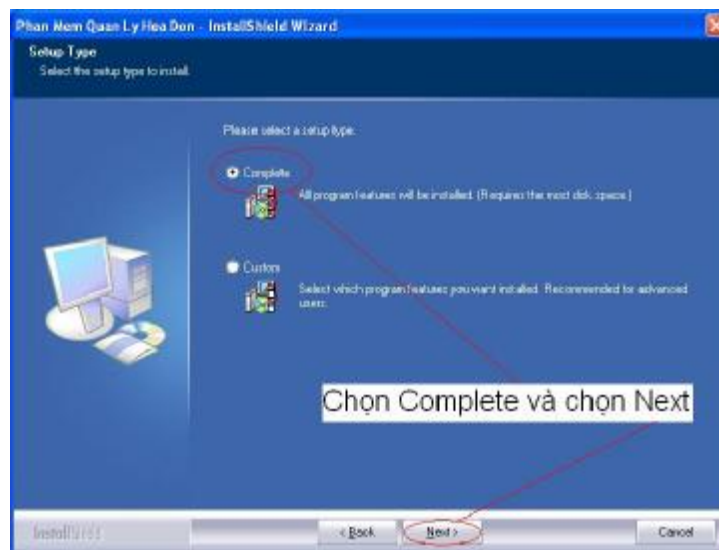 Phan Mem Quan Ly Hoa Don - InstallShield Wizard
Setup Type
Select the setup type to install.
Please select a setup type.
Complete
All program features will be installed. (Requires the most disk space.)
Custom
Select which program features you want installed. Recommended for advanced
users.
Chọn Complete và chọn Next
InstallShield
< Back
Next >
Cancel